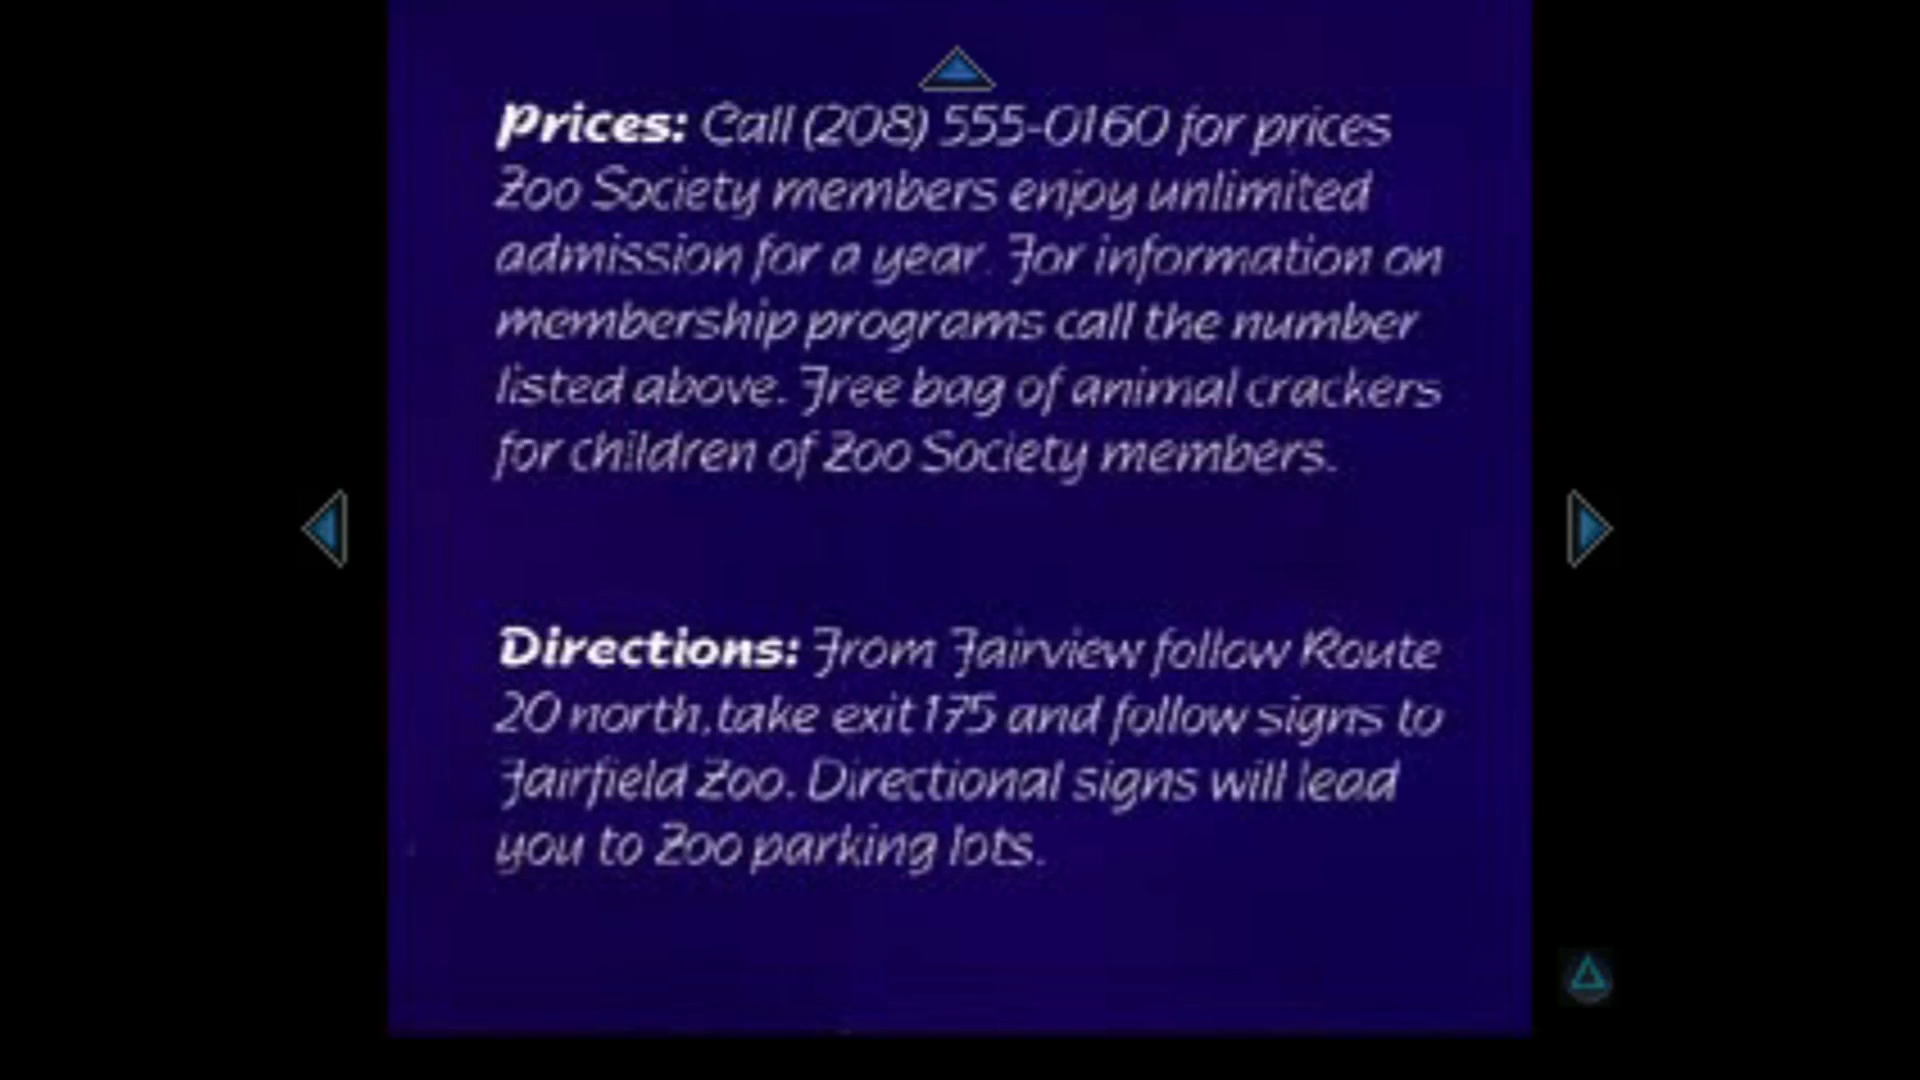 Prices: Call (208) 555-0160 for prices
Zoo Society members enjoy unlimited
admission for a year. For information on
membership programs call the number
listed above. Free bag of animal crackers
for children of Zoo Society members.
Directions: From Fairview follow Route
20 north, take exit 175 and follow signs to
Fairfield Zoo. Directional signs will lead
you to Zoo parking lots.